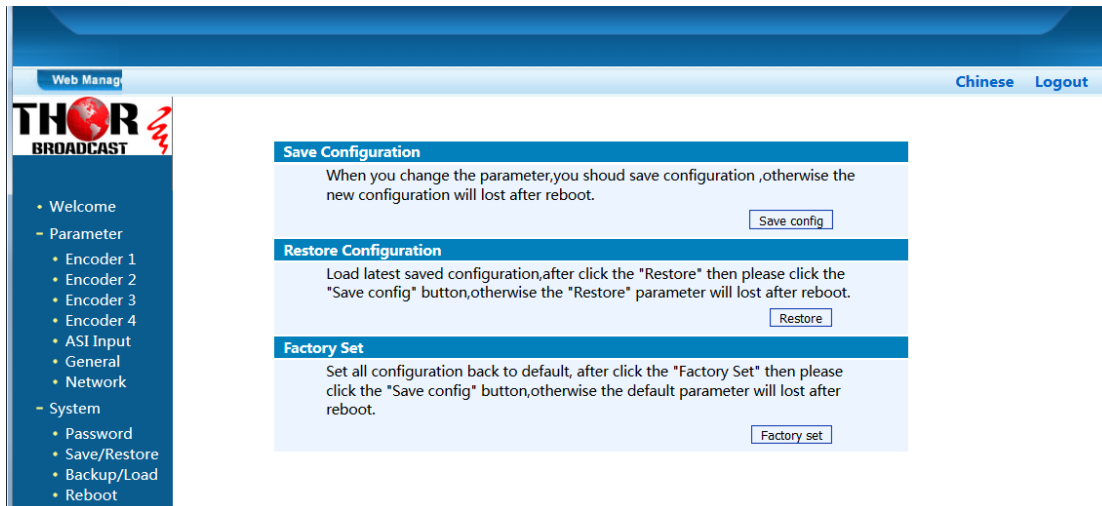 Web Manag
Chinese Logout
THOR
BROADCAST
• Welcome
- Parameter
• Encoder 1
• Encoder 2
• Encoder 3
• Encoder 4
• ASI Input
• General
• Network
- System
• Password
• Save/Restore
• Backup/Load
• Reboot
Save Configuration
When you change the parameter,you shoud save configuration ,otherwise the
new configuration will lost after reboot.
Save config
Restore Configuration
Load latest saved configuration,after click the "Restore" then please click the
"Save config" button,otherwise the "Restore" parameter will lost after reboot.
Restore
Factory Set
Set all configuration back to default, after click the "Factory Set" then please
click the "Save config" button,otherwise the default parameter will lost after
reboot.
Factory set